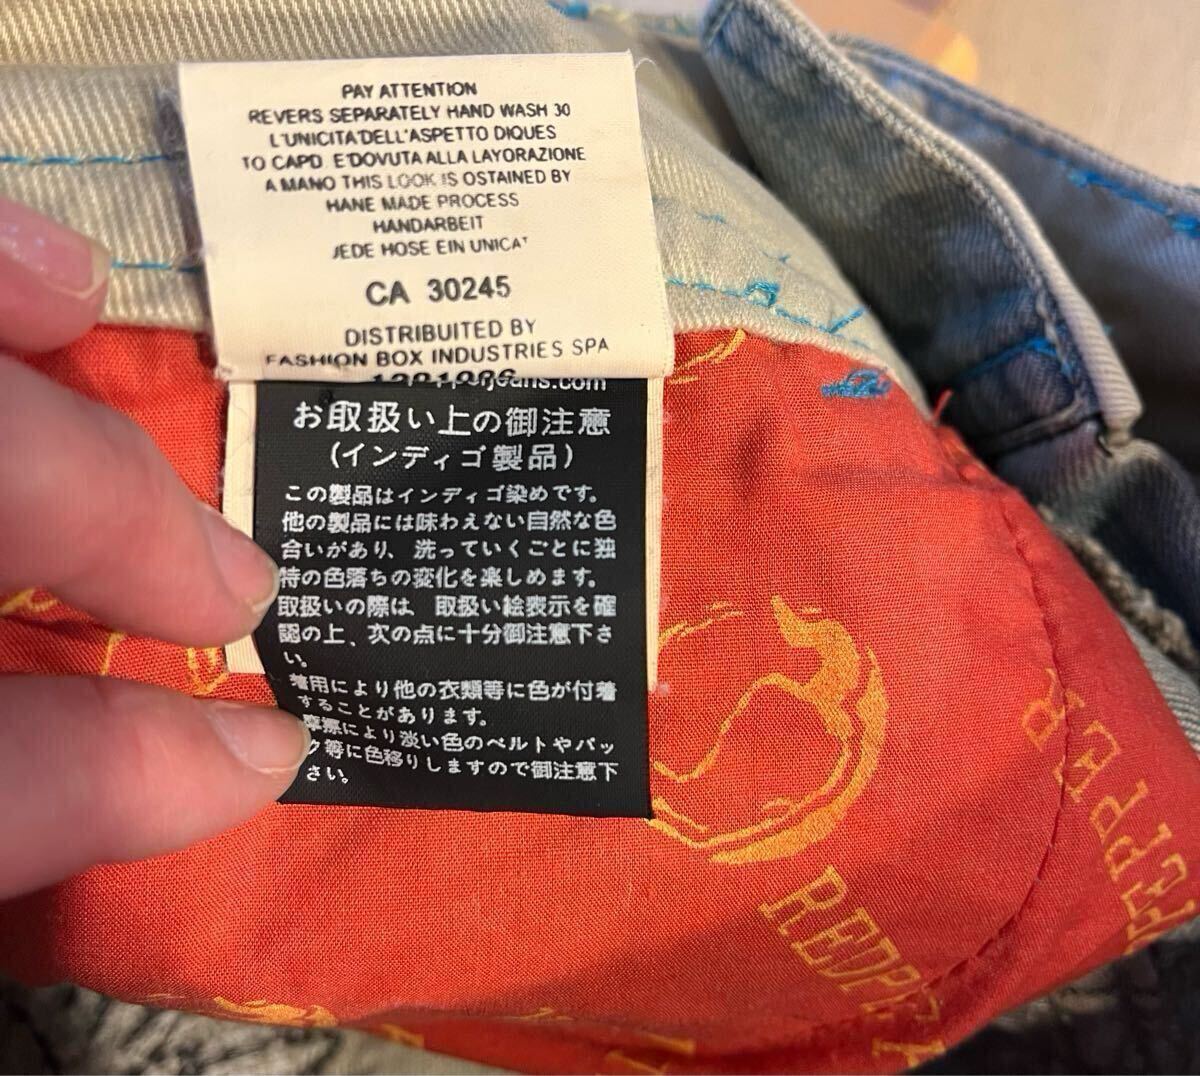 PAY ATTENTION
REVERS SEPARATELY HAND WASH 30
L'UNICITA'DELL'ASPETTO DIQUES
TO CAPD E'DOVUTA ALLA LAYORAZIONE
A MANO THIS LOOK IS OSTAINED BY
HANE MADE PROCESS
HANDARBEIT
JEDE HOSE EIN UNICAT
CA 30245
DISTRIBUITED BY
FASHION BOX INDUSTRIES SPA
jeans.com
お取扱い上の御注意
(インディゴ製品)
この製品はインディゴ染めです。
他の製品には味わえない自然な色
合いがあり、洗っていくごとに独
特の色落ちの変化を楽しめます。
取扱いの際は、取扱い絵表示を確
認の上、次の点に十分御注意下さ
い。
着用により他の衣類等に色が付着
することがあります。
摩擦により淡い色のベルトやバッ
ク等に色移りしますので御注意下
さい。
REDPE
REPPER